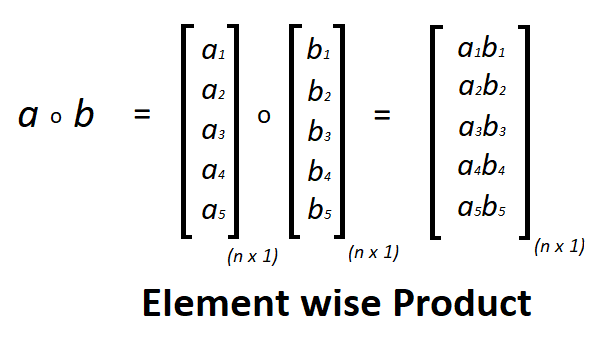 a ∘ b = [a₁ a₂ a₃ a₄ a₅] (n x 1) ∘ [b₁ b₂ b₃ b₄ b₅] (n x 1) = [a₁b₁ a₂b₂ a₃b₃ a₄b₄ a₅b₅] (n x 1)
Element wise Product